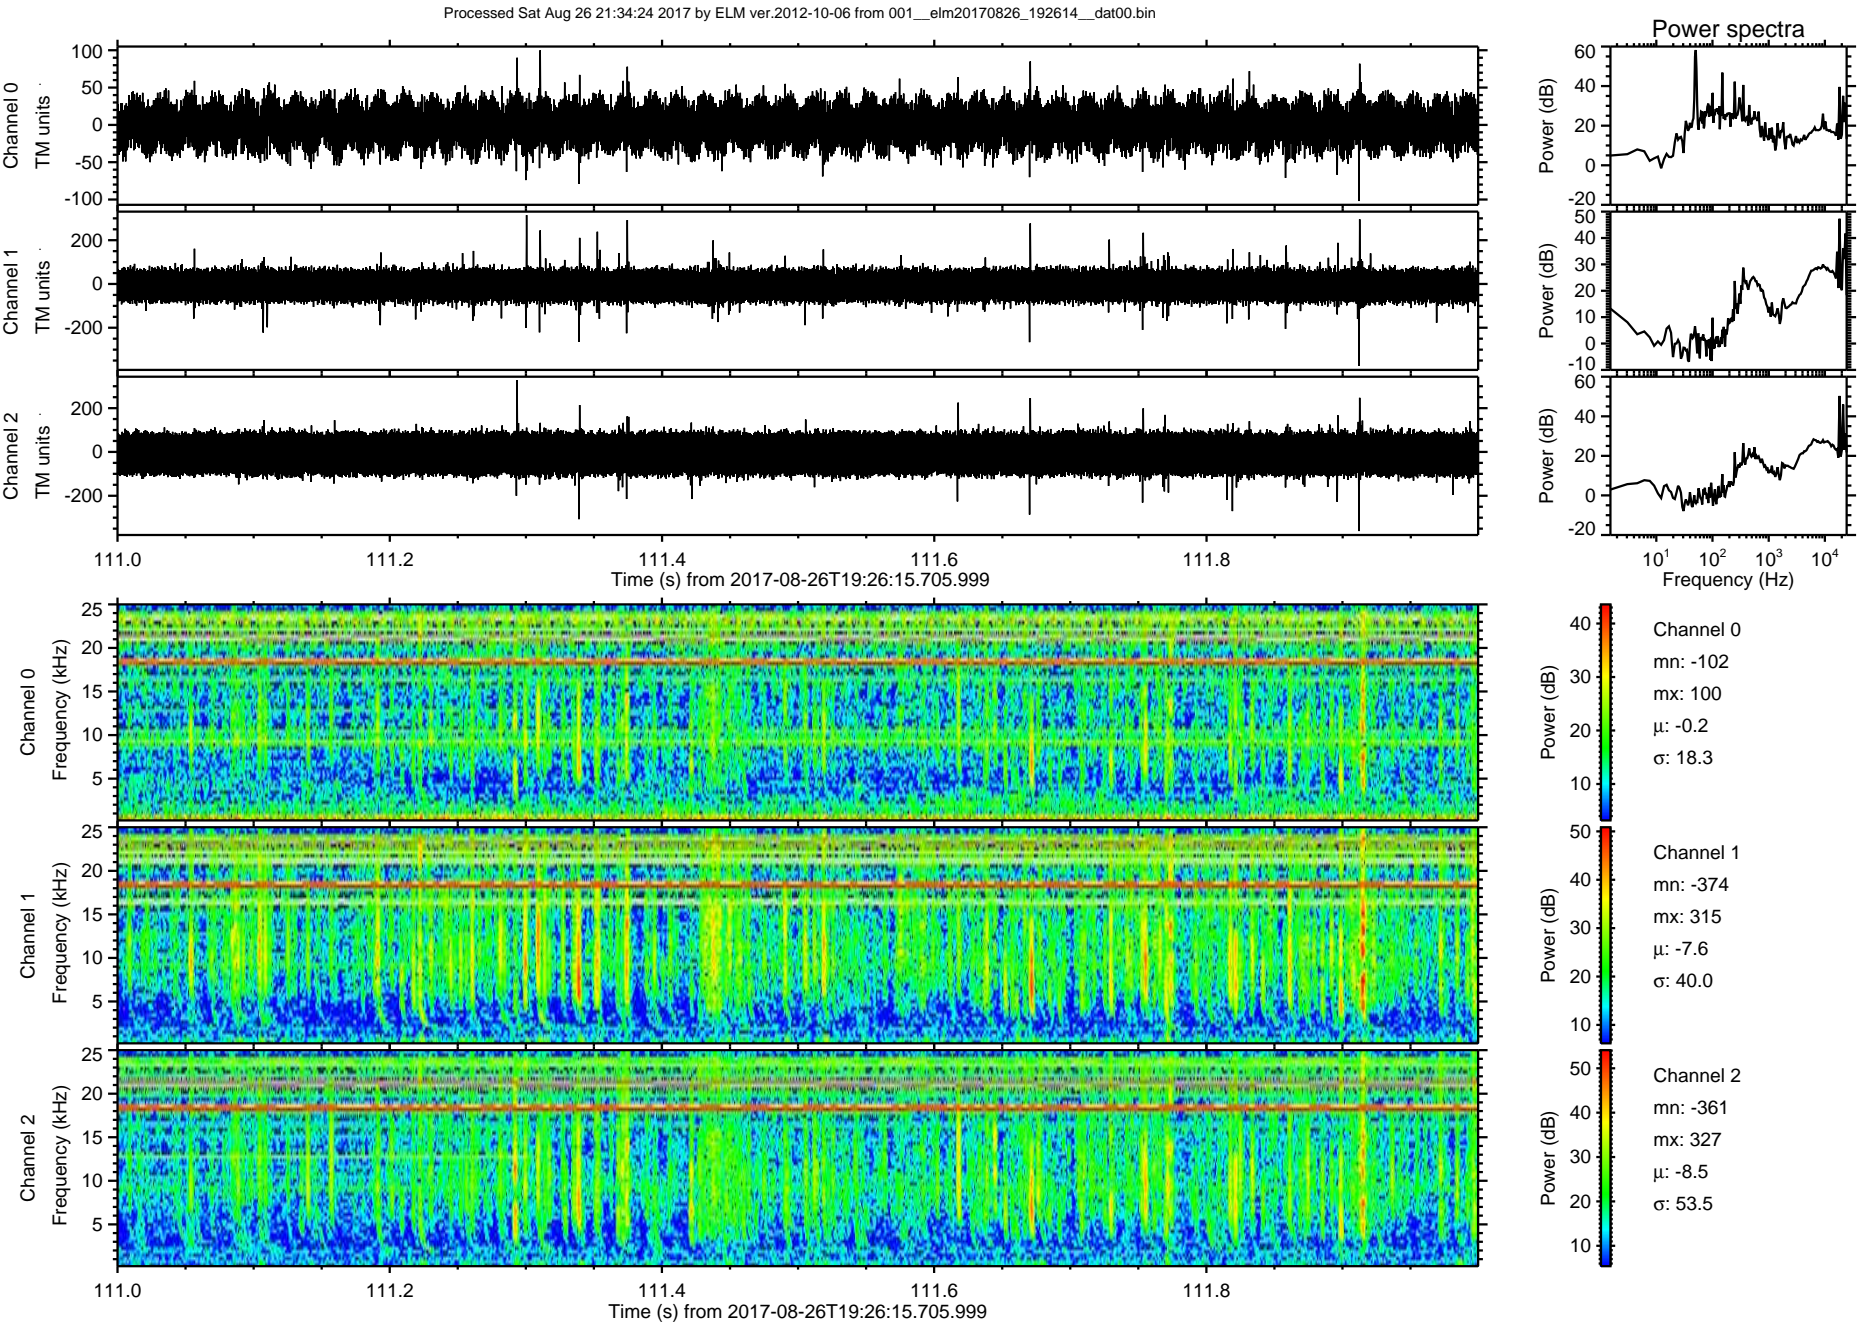 Processed Sat Aug 26 21:34:24 2017 by ELM ver.2012-10-06 from 001__elm20170826_192614__dat00.bin
Power spectra
Channel 0
TM units
100
50
0
-50
-100
Power (dB)
60
40
20
0
-20
Channel 1
TM units
200
0
-200
Power (dB)
50
40
30
20
10
0
-10
Channel 2
TM units
200
0
-200
Power (dB)
60
40
20
0
-20
111.0 111.2 111.4 111.6 111.8
Time (s) from 2017-08-26T19:26:15.705.999
10¹ 10² 10³ 10⁴
Frequency (Hz)
Channel 0
Frequency (kHz)
25
20
15
10
5
Power (dB)
40
30
20
10
Channel 0
mn: -102
mx: 100
μ: -0.2
σ: 18.3
Channel 1
Frequency (kHz)
25
20
15
10
5
Power (dB)
50
40
30
20
10
Channel 1
mn: -374
mx: 315
μ: -7.6
σ: 40.0
Channel 2
Frequency (kHz)
25
20
15
10
5
Power (dB)
50
40
30
20
10
Channel 2
mn: -361
mx: 327
μ: -8.5
σ: 53.5
111.0 111.2 111.4 111.6 111.8
Time (s) from 2017-08-26T19:26:15.705.999